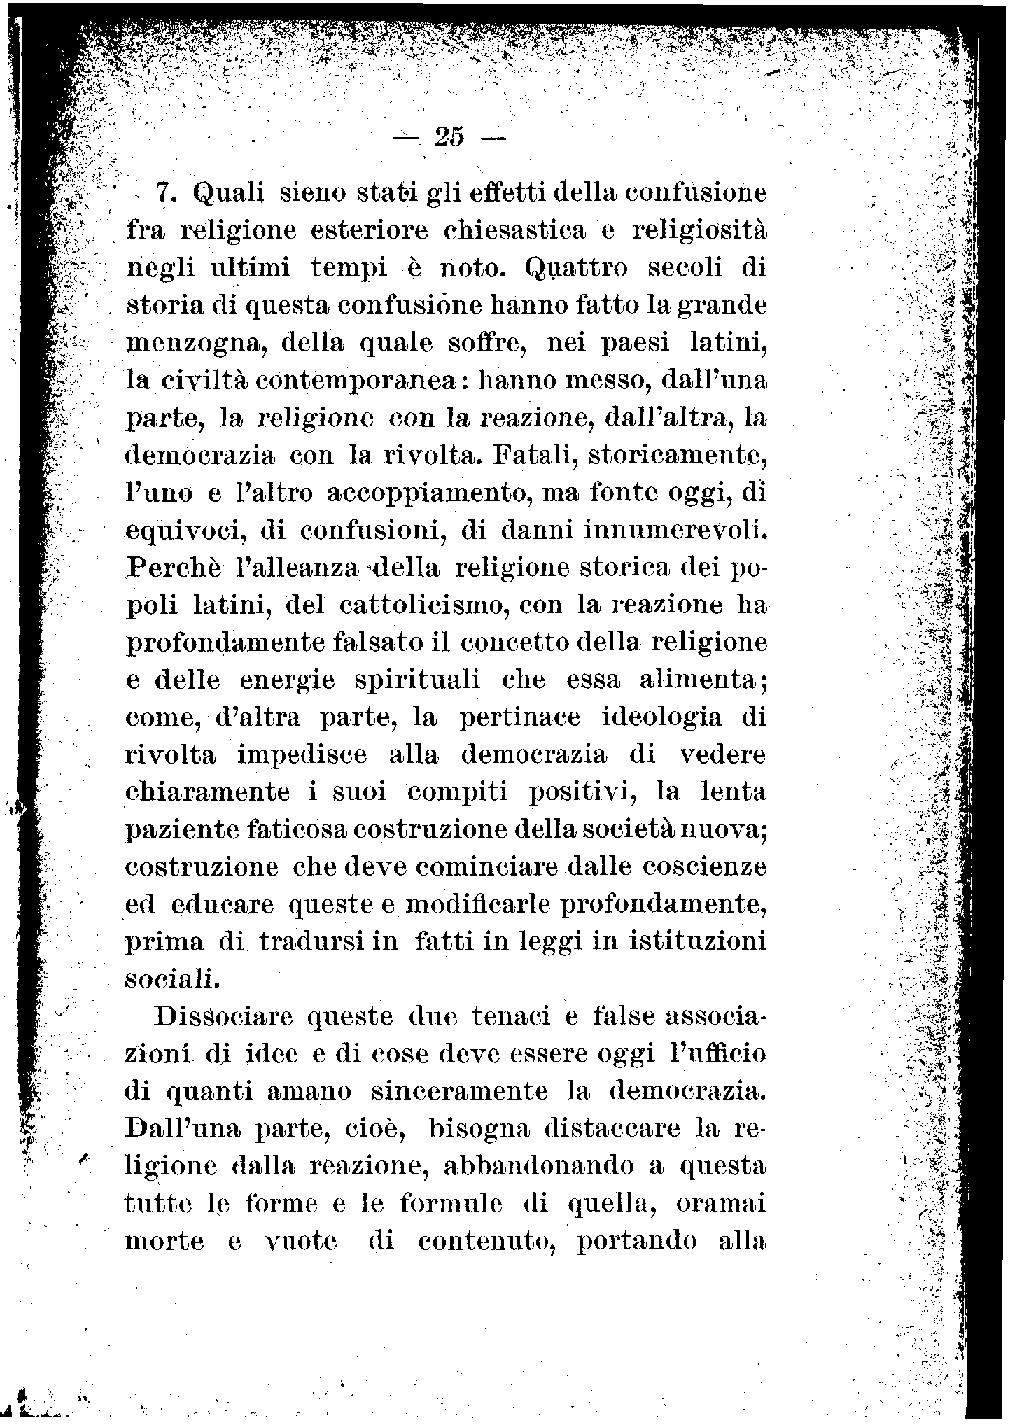 — 25 —
7. Quali sieno stati gli effetti della confusione
fra religione esteriore chiesastica e religiosità
negli ultimi tempi è noto. Quattro secoli di
storia di questa confusione hanno fatto la grande
menzogna, della quale soffre, nei paesi latini,
la civiltà contemporanea: hanno messo, dall'una
parte, la religione con la reazione, dall'altra, la
democrazia con la rivolta. Fatali, storicamente,
l'uno e l'altro accoppiamento, ma fonte oggi, di
equivoci, di confusioni, di danni innumerevoli.
Perchè l'alleanza della religione storica dei po-
poli latini, del cattolicismo, con la reazione ha
profondamente falsato il concetto della religione
e delle energie spirituali che essa alimenta;
come, d'altra parte, la pertinace ideologia di
rivolta impedisce alla democrazia di vedere
chiaramente i suoi compiti positivi, la lenta
paziente faticosa costruzione della società nuova;
costruzione che deve cominciare dalle coscienze
ed educare queste e modificarle profondamente,
prima di tradursi in fatti in leggi in istituzioni
sociali.
Dissociare queste due tenaci e false associa-
zioni di idee e di cose deve essere oggi l'ufficio
di quanti amano sinceramente la democrazia.
Dall'una parte, cioè, bisogna distaccare la re-
ligione dalla reazione, abbandonando a questa
tutte le forme e le formule di quella, oramai
morte e vuote di contenuto, portando alla